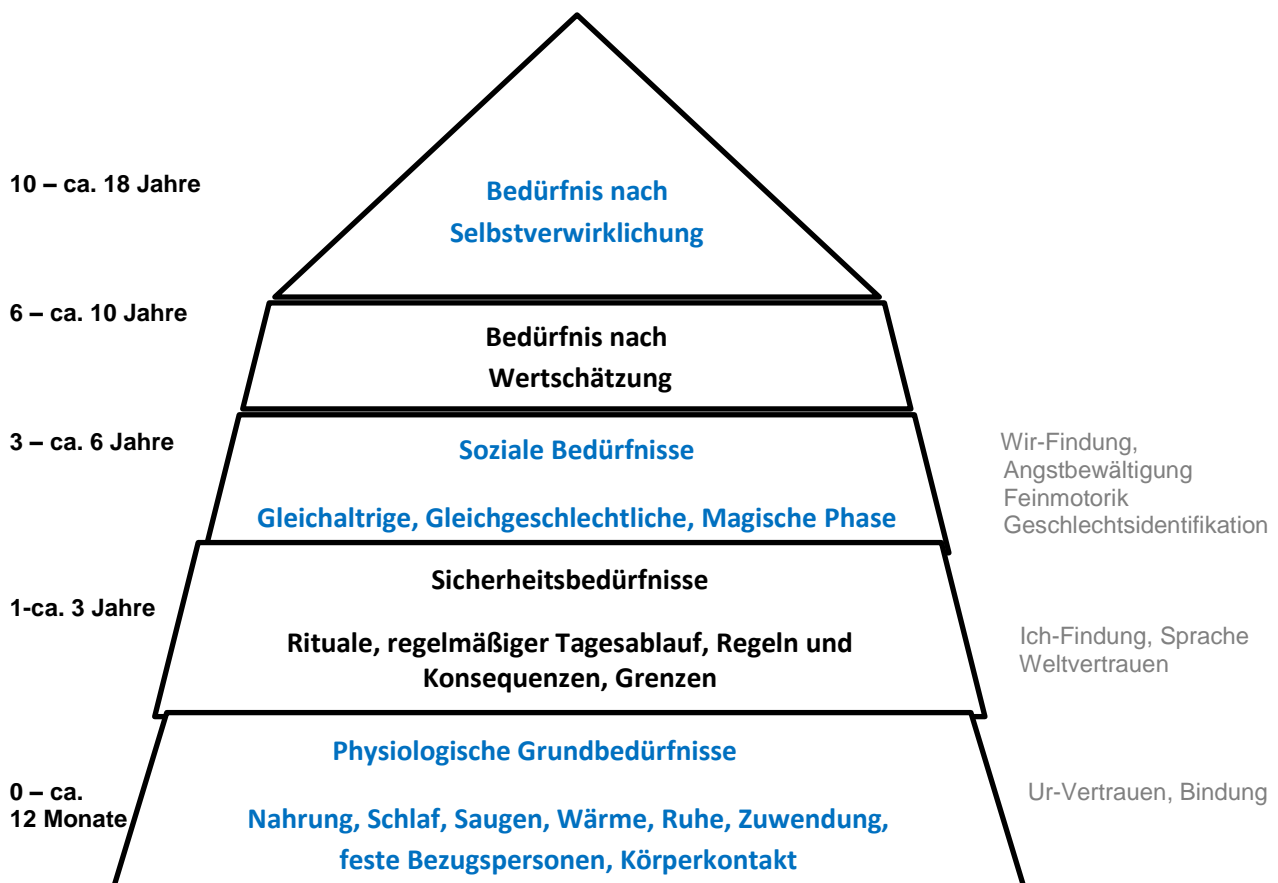 10 – ca. 18 Jahre
Bedürfnis nach
Selbstverwirklichung
6 – ca. 10 Jahre
Bedürfnis nach
Wertschätzung
3 – ca. 6 Jahre
Soziale Bedürfnisse
Gleichaltrige, Gleichgeschlechtliche, Magische Phase
Wir-Findung,
Angstbewältigung
Feinmotorik
Geschlechtsidentifikation
1-ca. 3 Jahre
Sicherheitsbedürfnisse
Rituale, regelmäßiger Tagesablauf, Regeln und
Konsequenzen, Grenzen
Ich-Findung, Sprache
Weltvertrauen
0 – ca.
12 Monate
Physiologische Grundbedürfnisse
Nahrung, Schlaf, Saugen, Wärme, Ruhe, Zuwendung,
feste Bezugspersonen, Körperkontakt
Ur-Vertrauen, Bindung